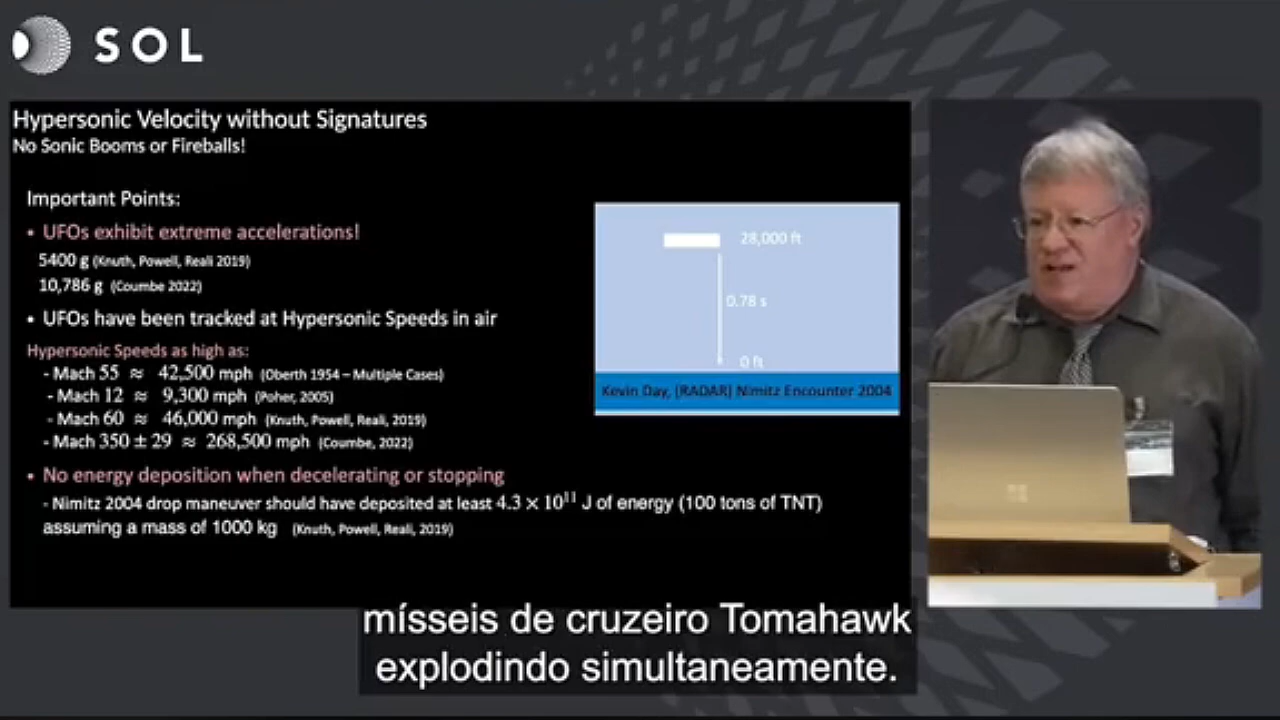 SOL
Hypersonic Velocity without Signatures
No Sonic Booms or Fireballs!
Important Points:
• UFOs exhibit extreme accelerations!
5400 g (Knuth, Powell, Reali 2019)
10,786 g (Coumbe 2022)
• UFOs have been tracked at Hypersonic Speeds in air
Hypersonic Speeds as high as:
- Mach 55 ≈ 42,500 mph (Oberth 1954 – Multiple Cases)
- Mach 12 ≈ 9,300 mph (Poher, 2005)
- Mach 60 ≈ 46,000 mph (Knuth, Powell, Reali, 2019)
- Mach 350 ± 29 ≈ 268,500 mph (Coumbe, 2022)
• No energy deposition when decelerating or stopping
- Nimitz 2004 drop maneuver should have deposited at least 4.3 × 10¹¹ J of energy (100 tons of TNT)
assuming a mass of 1000 kg (Knuth, Powell, Reali, 2019)
28,000 ft
0.78 s
0 ft
Kevin Day, (RADAR) Nimitz Encounter 2004
mísseis de cruzeiro Tomahawk
explodindo simultaneamente.